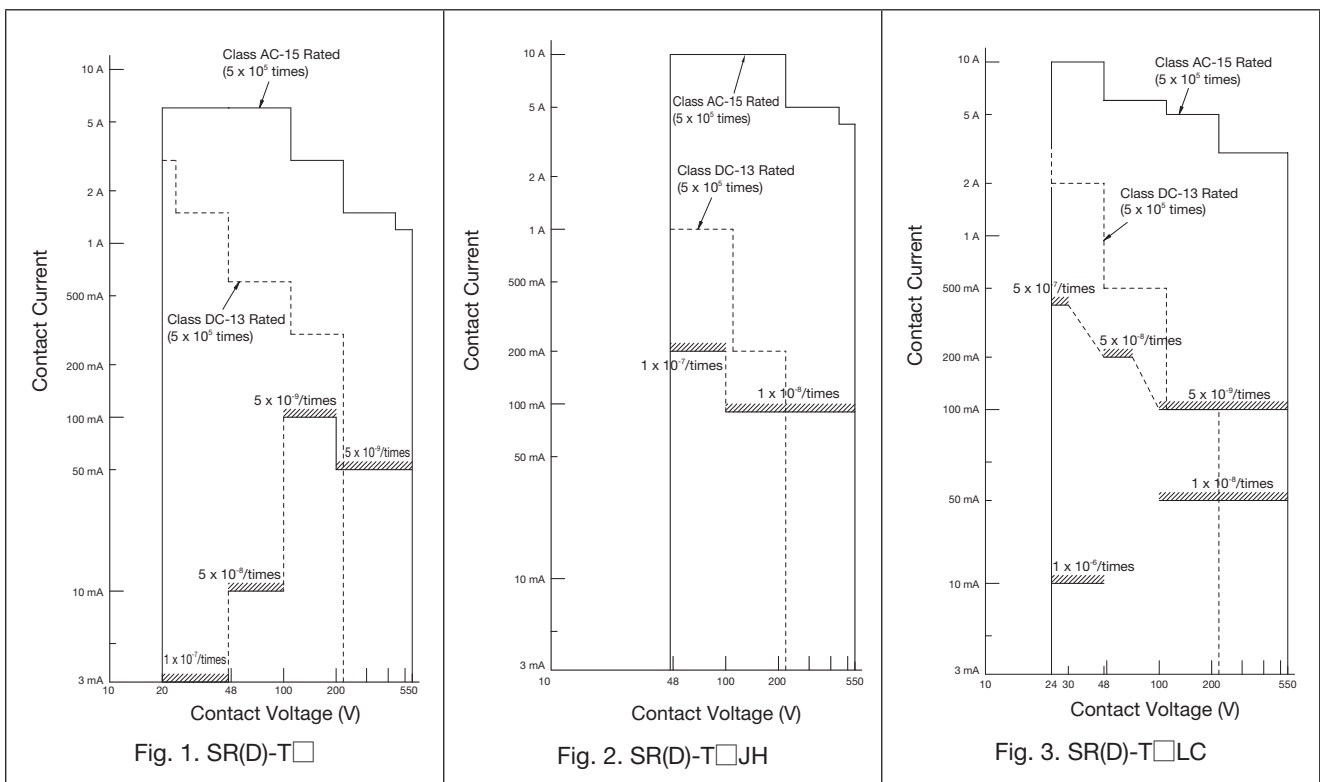 Class AC-15 Rated
(5 x 10⁵ times)
10 A
5 A
2 A
1 A
500 mA
200 mA
100 mA
50 mA
10 mA
3 mA
Contact Current
Class DC-13 Rated
(5 x 10⁵ times)
5 x 10⁻⁹/times
5 x 10⁻⁹/times
5 x 10⁻⁸/times
1 x 10⁻⁷/times
10 20 48 100 200 550
Contact Voltage (V)
Fig. 1. SR(D)-T□
10 A
5 A
2 A
1 A
500 mA
200 mA
100 mA
50 mA
10 mA
3 mA
Contact Current
Class AC-15 Rated
(5 x 10⁵ times)
Class DC-13 Rated
(5 x 10⁵ times)
1 x 10⁻⁷/times
1 x 10⁻⁸/times
10 48 100 200 550
Contact Voltage (V)
Fig. 2. SR(D)-T□JH
Class AC-15 Rated
(5 x 10⁵ times)
10 A
5 A
2 A
1 A
500 mA
200 mA
100 mA
50 mA
10 mA
3 mA
Contact Current
Class DC-13 Rated
(5 x 10⁵ times)
5 x 10⁻⁷/times
5 x 10⁻⁸/times
5 x 10⁻⁹/times
1 x 10⁻⁸/times
1 x 10⁻⁶/times
10 24 30 48 100 200 550
Contact Voltage (V)
Fig. 3. SR(D)-T□LC